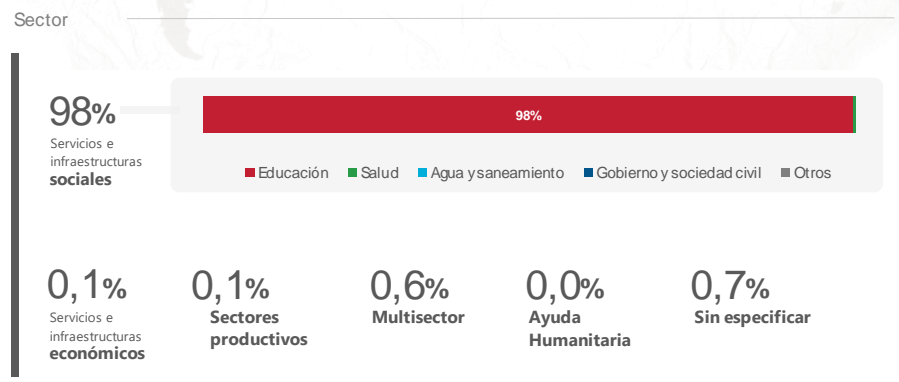 Sector
98%
Servicios e
infraestructuras
sociales
98%
Educación Salud Agua y saneamiento Gobierno y sociedad civil Otros
0,1%
Servicios e
infraestructuras
económicos
0,1%
Sectores
productivos
0,6%
Multisector
0,0%
Ayuda
Humanitaria
0,7%
Sin especificar